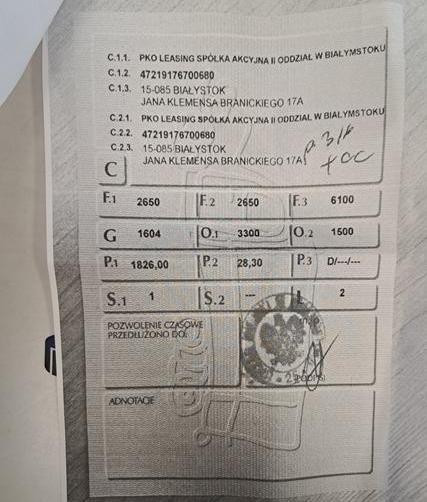 C.1.1. PKO LEASING SPÓŁKA AKCYJNA II ODDZIAŁ W BIAŁYMSTOKU
C.1.2. 47219176700680
C.1.3. 15-085 BIAŁYSTOK
JANA KLEMENSA BRANICKIEGO 17A
C.2.1. PKO LEASING SPÓŁKA AKCYJNA II ODDZIAŁ W BIAŁYMSTOKU
C.2.2. 47219176700680
C.2.3. 15-085 BIAŁYSTOK
JANA KLEMENSA BRANICKIEGO 17A
C
F.1 2650 F.2 2650 F.3 6100
G 1604 O.1 3300 O.2 1500
P.1 1826,00 P.2 28,30 P.3 D/---/---
S.1 1 S.2 --- L 2
POZWOLENIE CZASOWE
PRZEDŁUŻONO DO:
ADNOTACJE